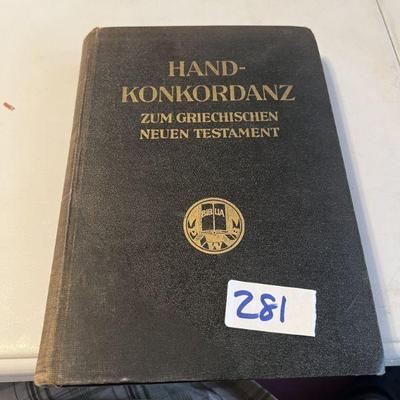 HAND-
KONKORDANZ
ZUM GRIECHISCHEN
NEUEN TESTAMENT
BIBLIA
W
281